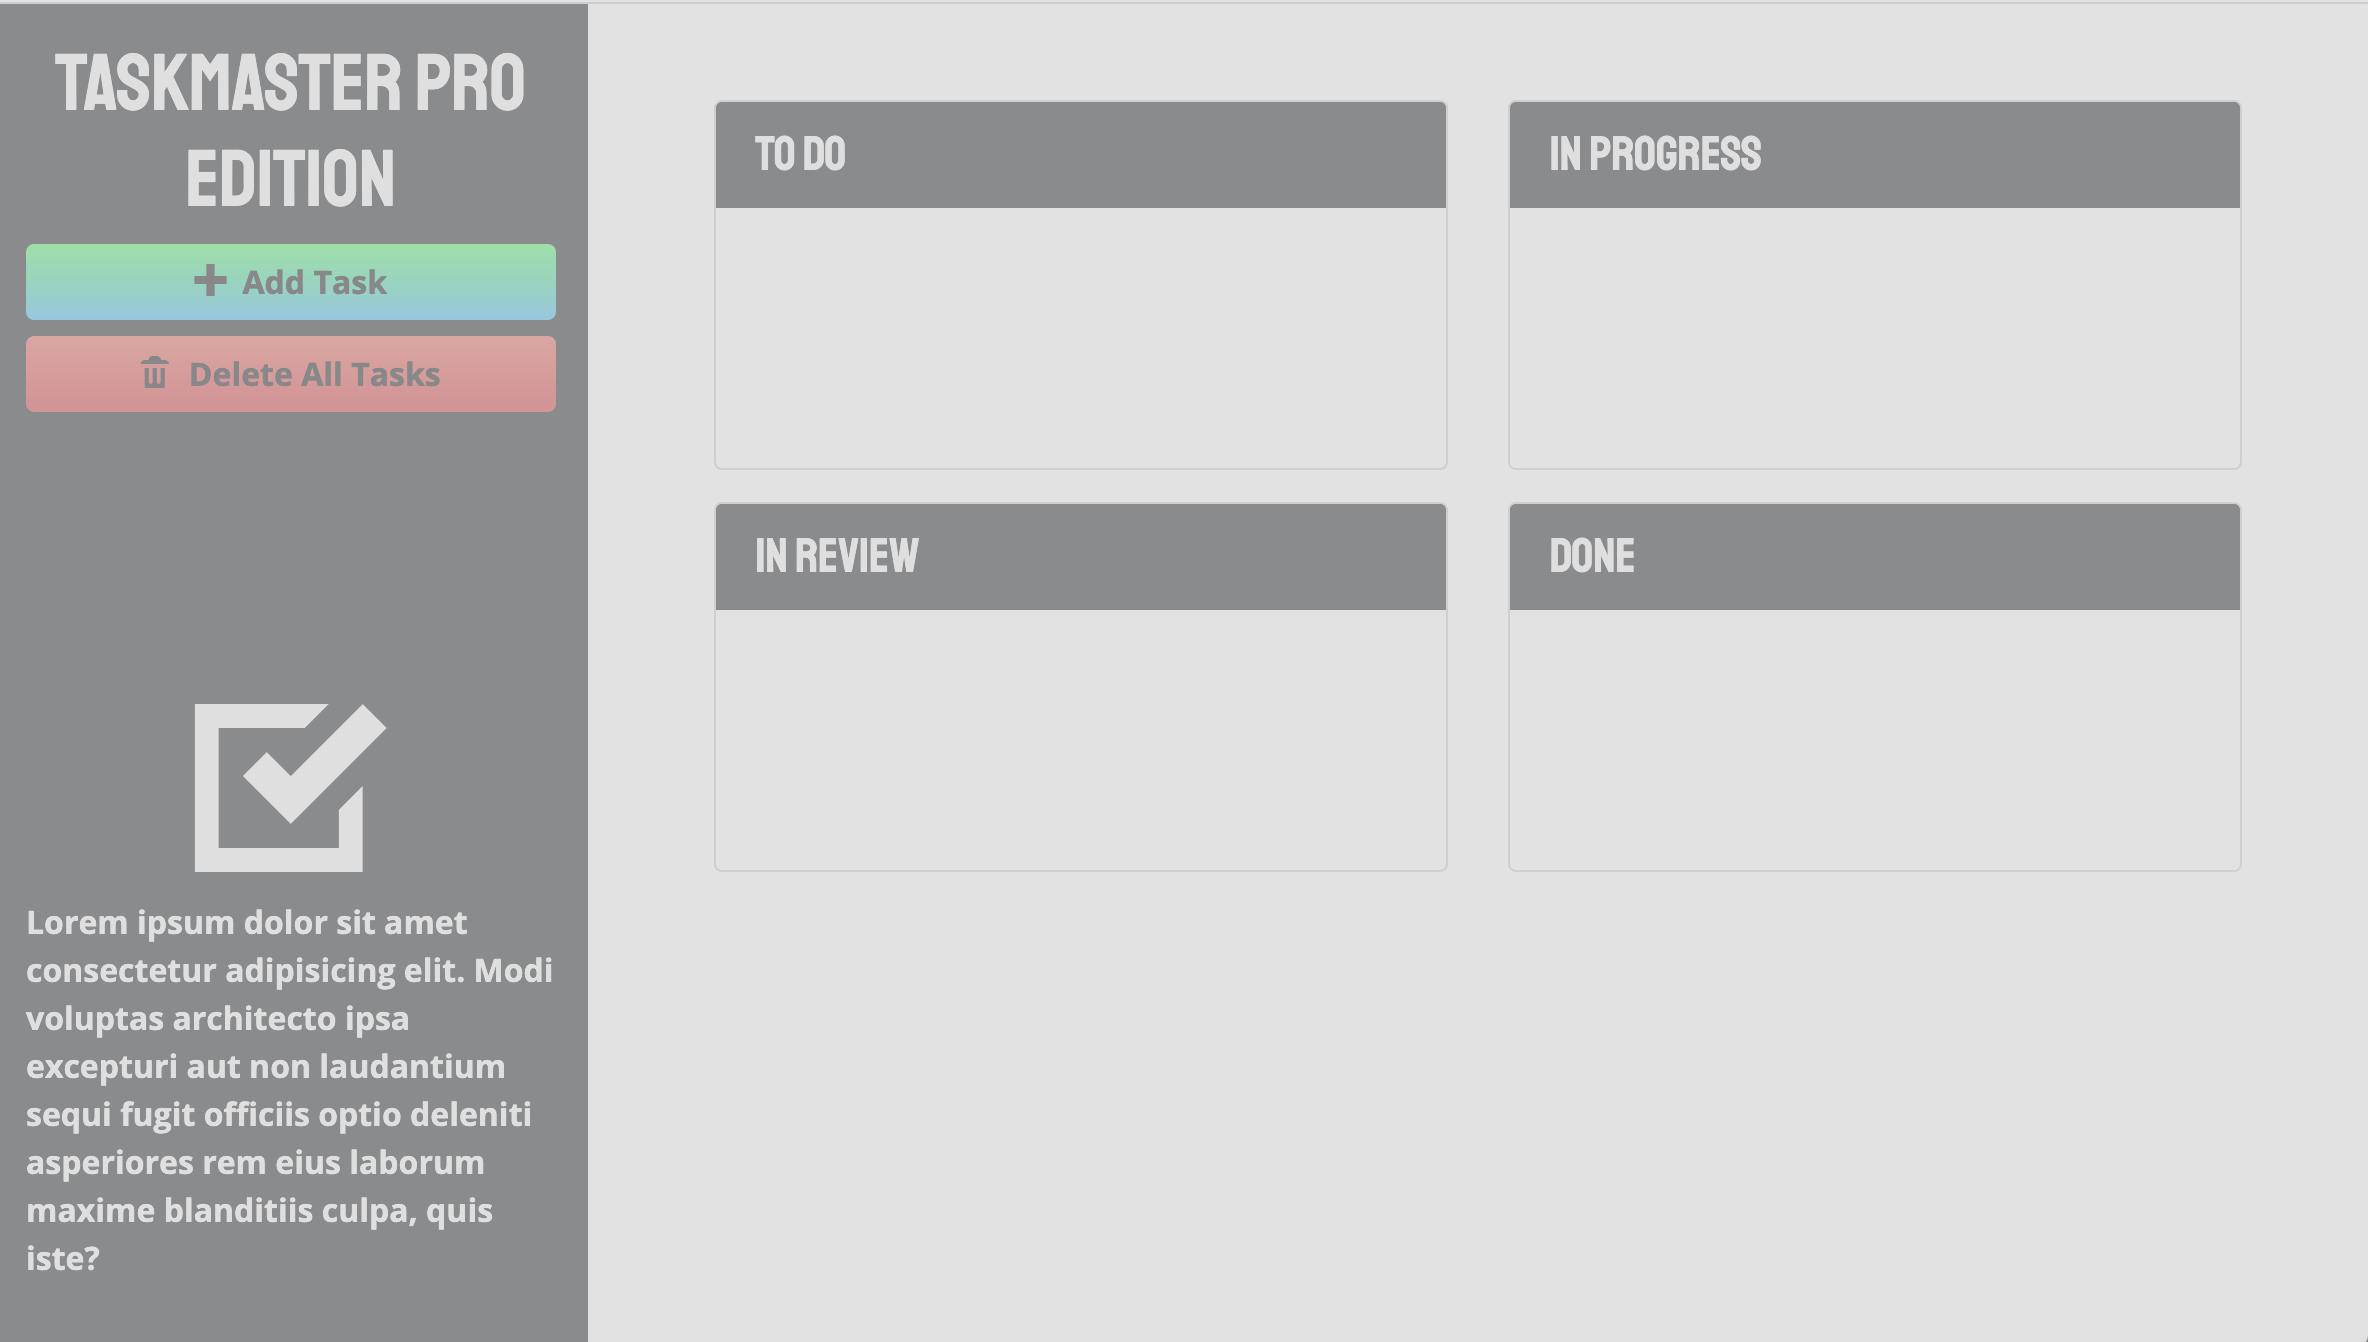 TASKMASTER PRO
EDITION
Add Task
Delete All Tasks
Lorem ipsum dolor sit amet
consectetur adipisicing elit. Modi
voluptas architecto ipsa
excepturi aut non laudantium
sequi fugit officiis optio deleniti
asperiores rem eius laborum
maxime blanditiis culpa, quis
iste?
TO DO
IN PROGRESS
IN REVIEW
DONE